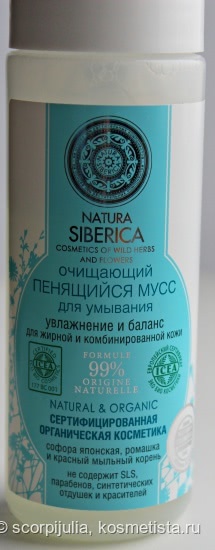 NATURA
SIBERICA
COSMETICS OF WILD HERBS
AND FLOWERS
очищающий
ПЕНЯЩИЙСЯ МУСС
для умывания
увлажнение и баланс
для жирной и комбинированной кожи
FORMULE
99%
ORIGINE
NATURELLE
ICEA
ICEA
NATURAL & ORGANIC
СЕРТИФИЦИРОВАННАЯ
ОРГАНИЧЕСКАЯ КОСМЕТИКА
софора японская, ромашка
и красный мыльный корень
не содержит SLS,
парабенов, синтетических
отдушек и красителей
© scorpijulia, kosmetista.ru